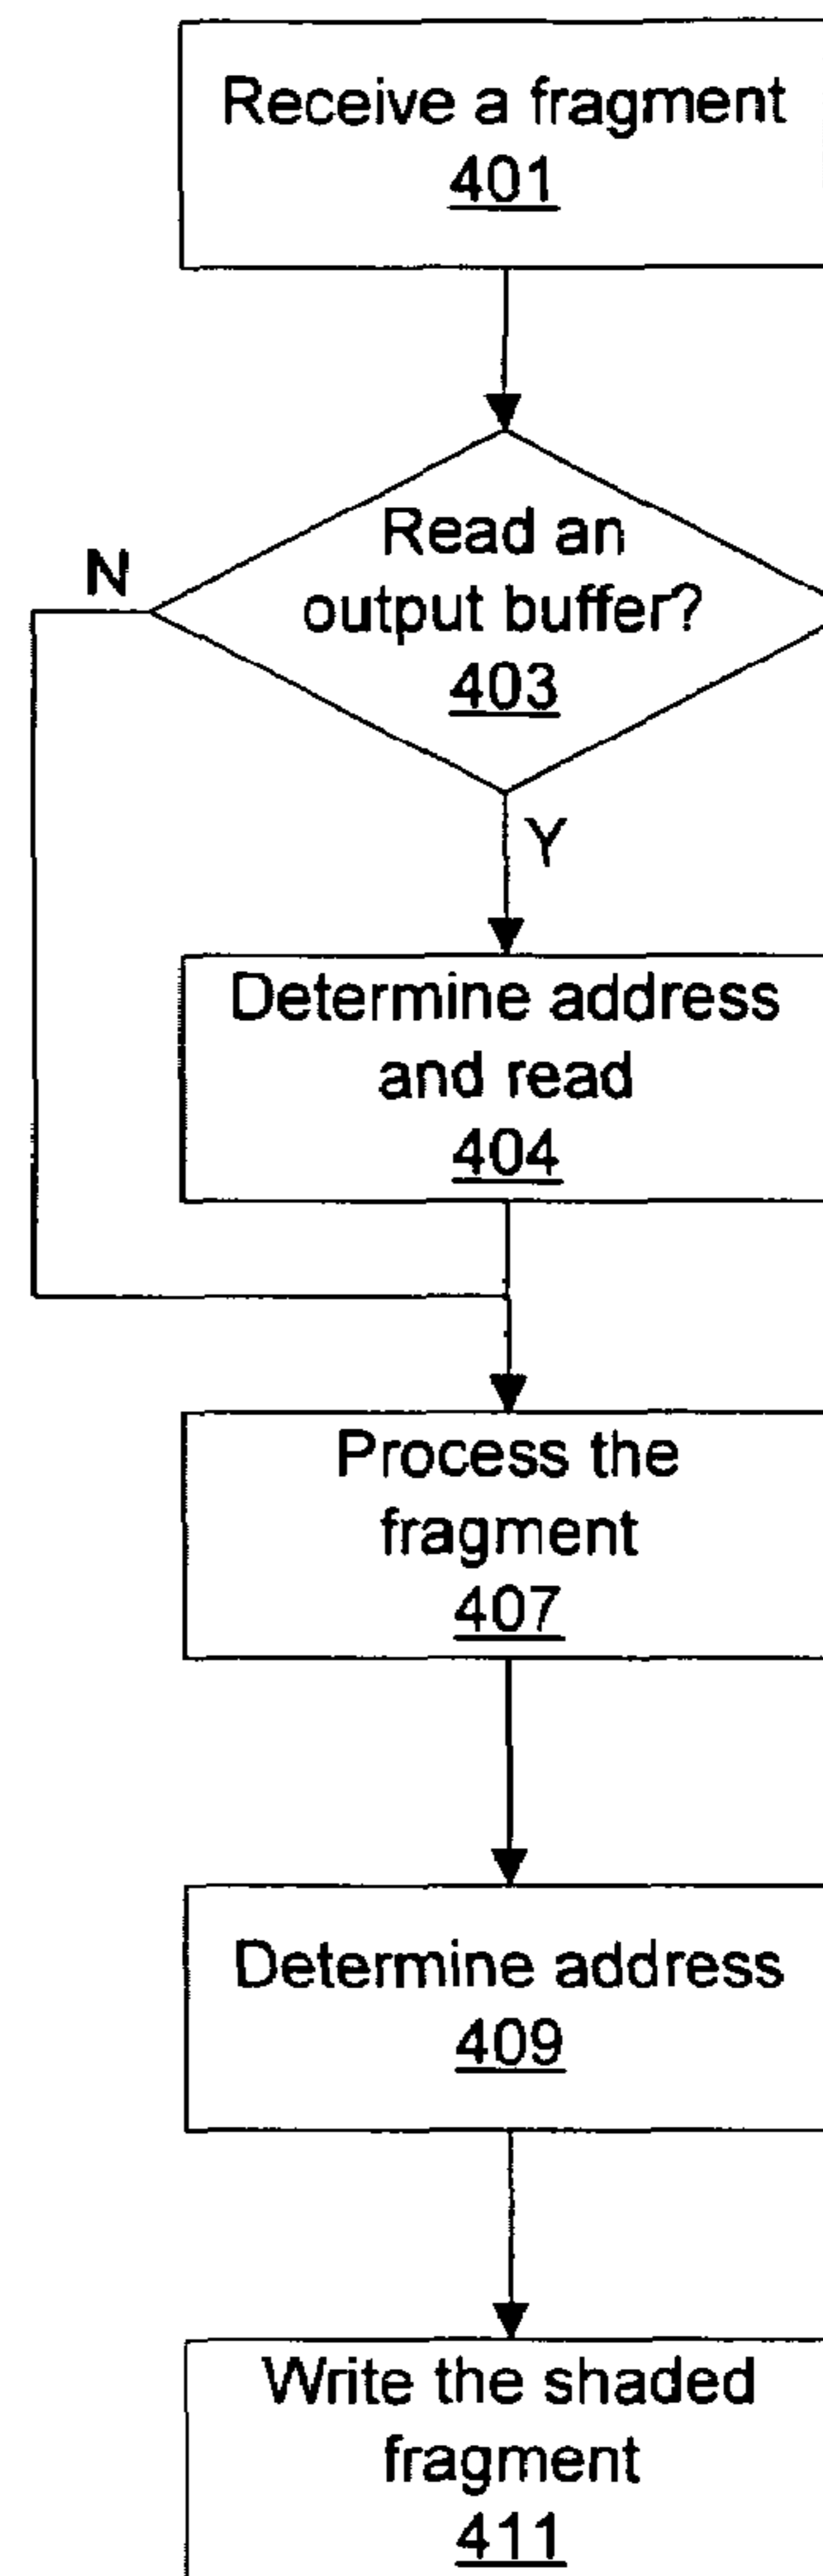 Receive a fragment
401
Read an
output buffer?
403
N
Y
Determine address
and read
404
Process the
fragment
407
Determine address
409
Write the shaded
fragment
411